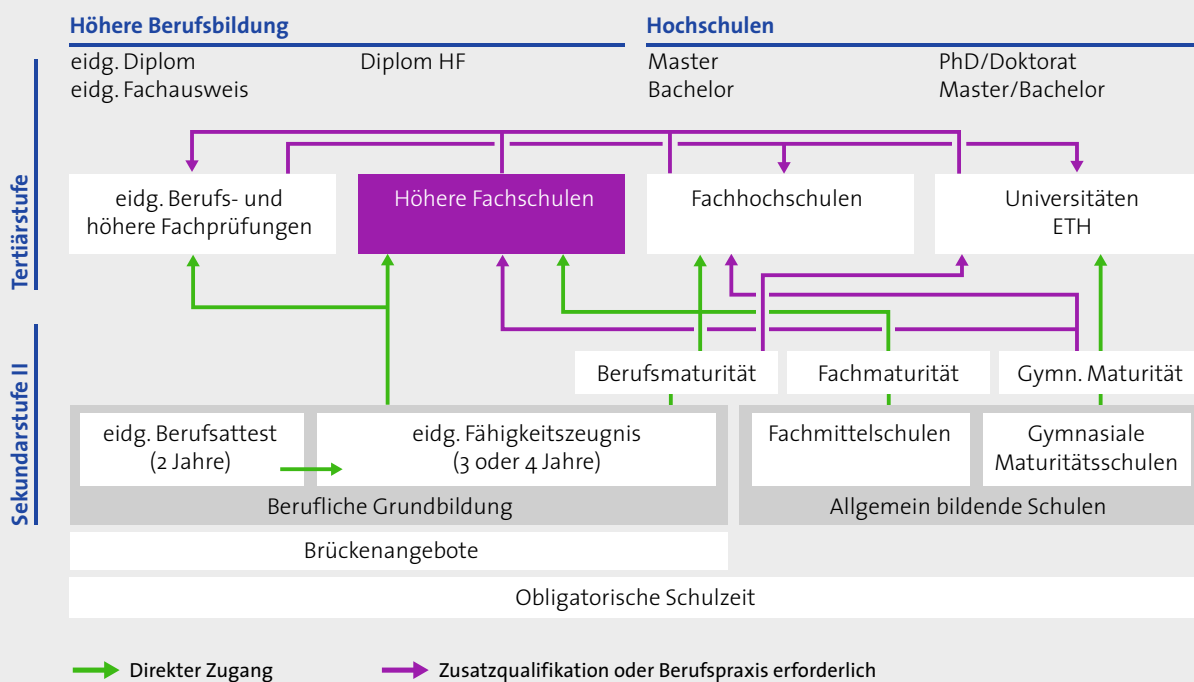 Höhere Berufsbildung
Hochschulen
eidg. Diplom
eidg. Fachausweis
Diplom HF
Master
Bachelor
PhD/Doktorat
Master/Bachelor
Tertiärstufe
eidg. Berufs- und
höhere Fachprüfungen
Höhere Fachschulen
Fachhochschulen
Universitäten
ETH
Sekundarstufe II
Berufsmaturität
Fachmaturität
Gymn. Maturität
eidg. Berufsattest
(2 Jahre)
eidg. Fähigkeitszeugnis
(3 oder 4 Jahre)
Fachmittelschulen
Gymnasiale
Maturitätsschulen
Berufliche Grundbildung
Allgemein bildende Schulen
Brückenangebote
Obligatorische Schulzeit
Direkter Zugang
Zusatzqualifikation oder Berufspraxis erforderlich